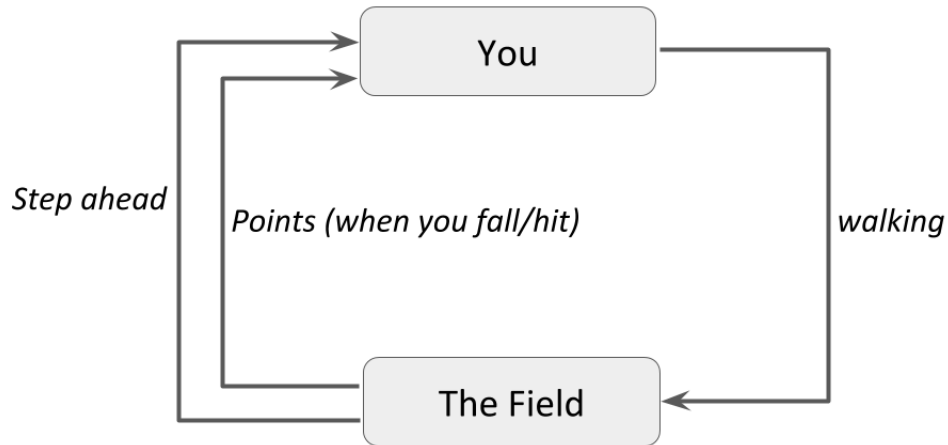 You
Step ahead
Points (when you fall/hit)
walking
The Field